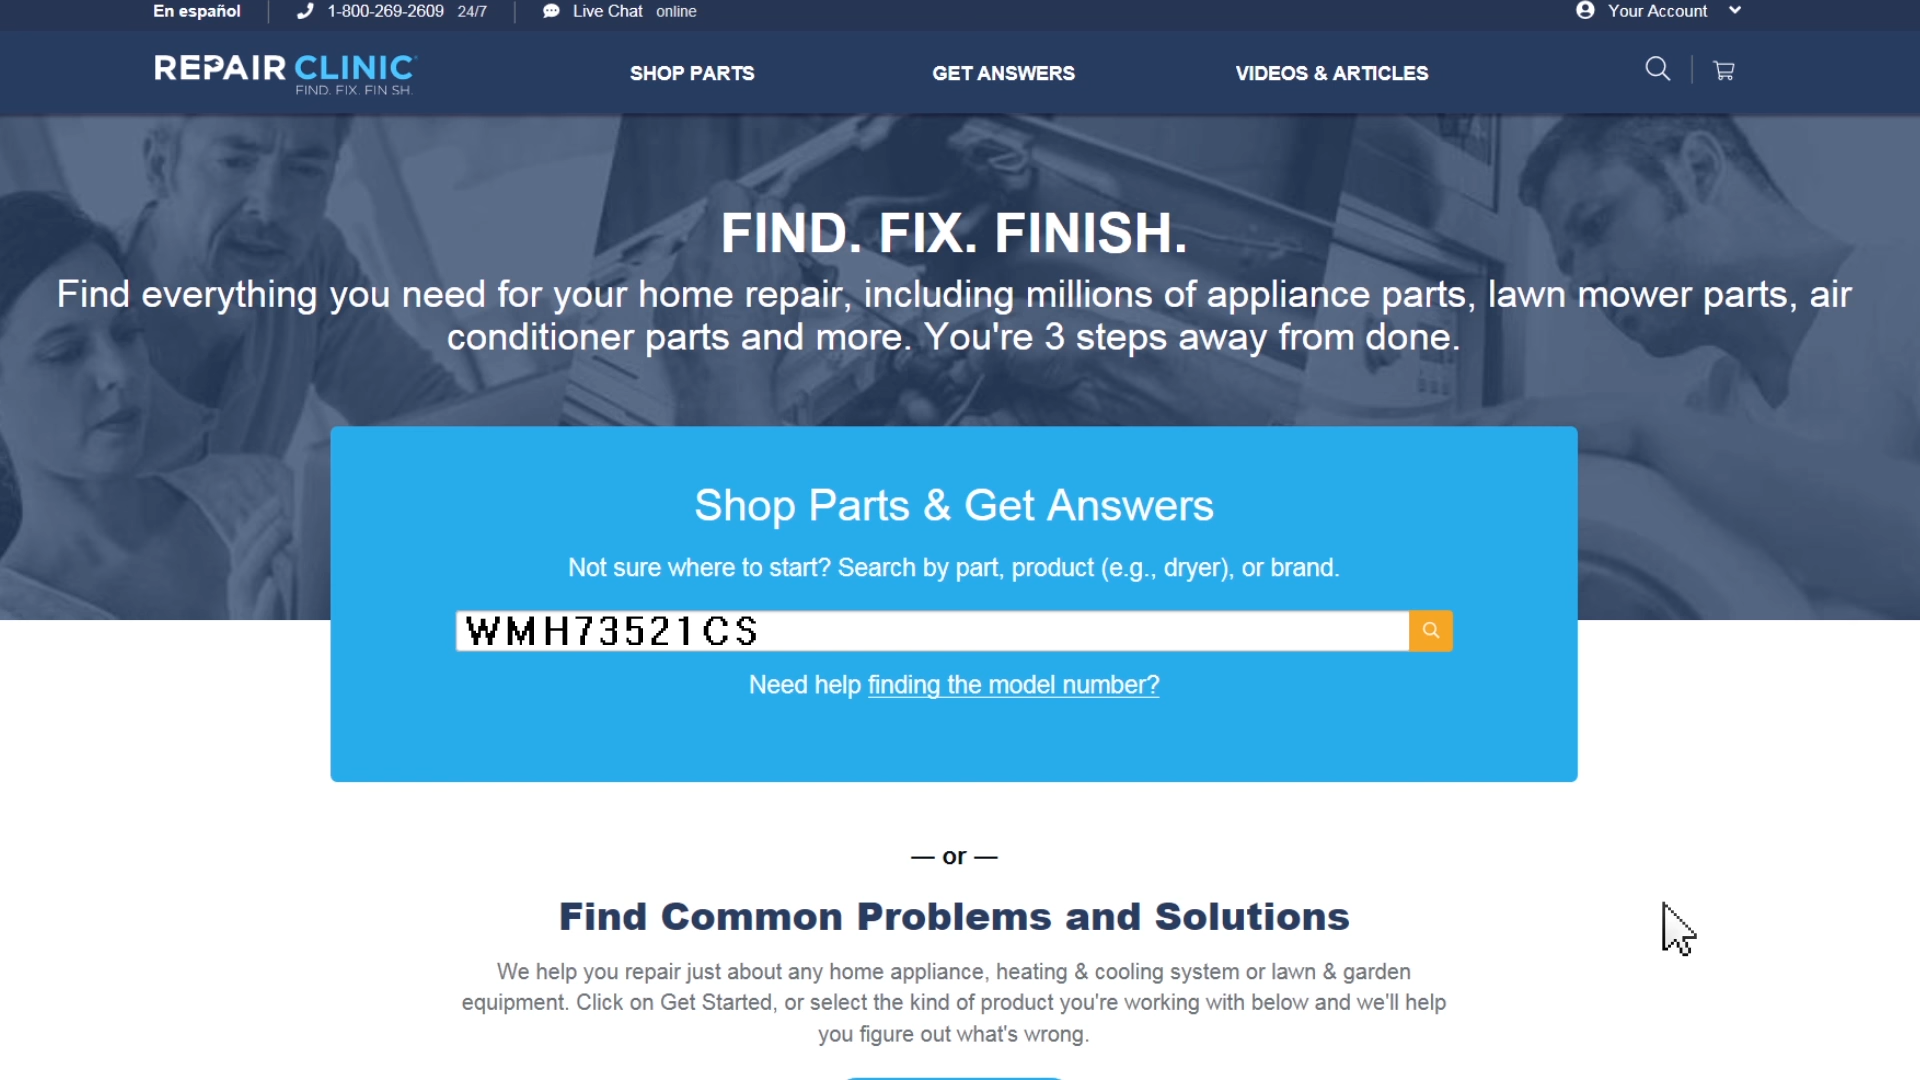 En español
1-800-269-2609 24/7
Live Chat online
Your Account
REPAIR CLINIC
FIND. FIX. FIN SH.
SHOP PARTS
GET ANSWERS
VIDEOS & ARTICLES
FIND. FIX. FINISH.
Find everything you need for your home repair, including millions of appliance parts, lawn mower parts, air
conditioner parts and more. You're 3 steps away from done.
Shop Parts & Get Answers
Not sure where to start? Search by part, product (e.g., dryer), or brand.
WMH73521CS
Need help finding the model number?
— or —
Find Common Problems and Solutions
We help you repair just about any home appliance, heating & cooling system or lawn & garden
equipment. Click on Get Started, or select the kind of product you're working with below and we'll help
you figure out what's wrong.